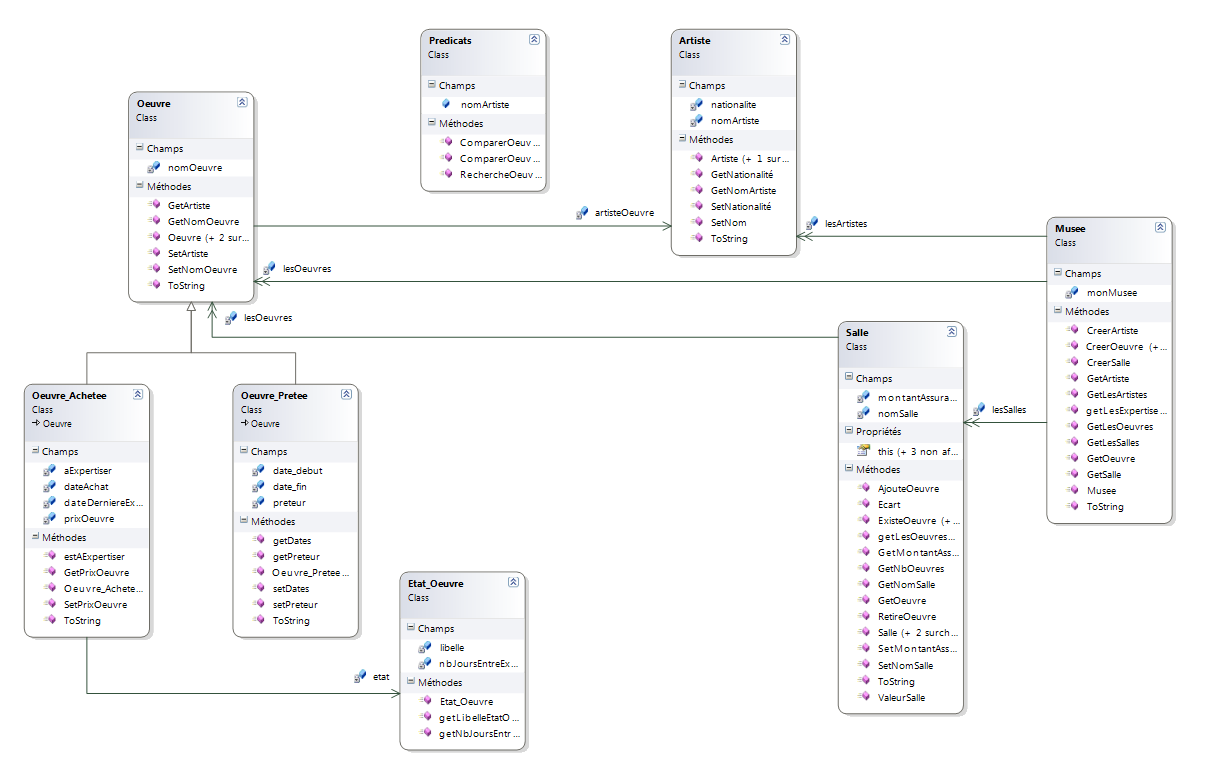 Predicats
Class
Champs
nomArtiste
Méthodes
ComparerOeuv...
ComparerOeuv...
RechercheOeuv...
Artiste
Class
Champs
nationalite
nomArtiste
Méthodes
Artiste (+ 1 sur...
GetNationalité
GetNomArtiste
SetNationalité
SetNom
ToString
Oeuvre
Class
Champs
nomOeuvre
Méthodes
GetArtiste
GetNomOeuvre
Oeuvre (+ 2 sur...
SetArtiste
SetNomOeuvre
ToString
artisteOeuvre
lesArtistes
lesOeuvres
lesOeuvres
Musee
Class
Champs
monMusee
Méthodes
CreerArtiste
CreerOeuvre (+...
CreerSalle
GetArtiste
GetLesArtistes
getLesExpertise...
GetLesOeuvres
GetLesSalles
GetOeuvre
GetSalle
Musee
ToString
Salle
Class
Champs
montantAssura...
nomSalle
Propriétés
this (+ 3 non af...
Méthodes
AjouteOeuvre
Ecart
ExisteOeuvre (+...
getLesOeuvres...
GetMontantAss...
GetNbOeuvres
GetNomSalle
GetOeuvre
RetireOeuvre
Salle (+ 2 surch...
SetMontantAss...
SetNomSalle
ToString
ValeurSalle
lesSalles
Oeuvre_Achetee
Class
Oeuvre
Champs
aExpertiser
dateAchat
dateDerniereEx...
prixOeuvre
Méthodes
estAExpertiser
GetPrixOeuvre
Oeuvre_Achete...
SetPrixOeuvre
ToString
Oeuvre_Pretee
Class
Oeuvre
Champs
date_debut
date_fin
preteur
Méthodes
getDates
getPreteur
Oeuvre_Pretee...
setDates
setPreteur
ToString
etat
Etat_Oeuvre
Class
Champs
libelle
nbJoursEntreEx...
Méthodes
Etat_Oeuvre
getLibelleEtatO...
getNbJoursEntr...